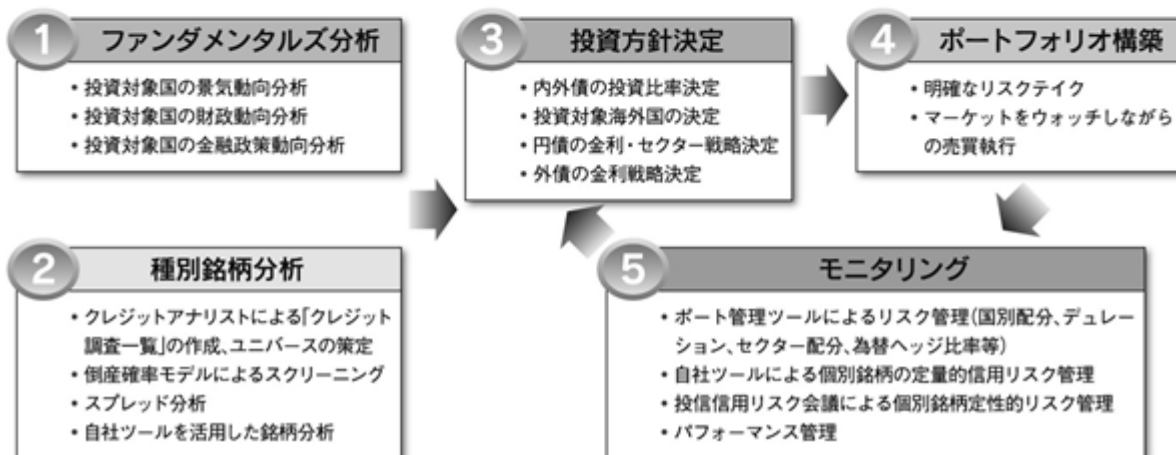 1 ファンダメンタルズ分析
・投資対象国の景気動向分析
・投資対象国の財政動向分析
・投資対象国の金融政策動向分析
2 種別銘柄分析
・クレジットアナリストによる「クレジット
調査一覧」の作成、ユニバースの策定
・倒産確率モデルによるスクリーニング
・スプレッド分析
・自社ツールを活用した銘柄分析
3 投資方針決定
・内外債の投資比率決定
・投資対象海外国の決定
・円債の金利・セクター戦略決定
・外債の金利戦略決定
4 ポートフォリオ構築
・明確なリスクテイク
・マーケットをウォッチしながら
の売買執行
5 モニタリング
・ポート管理ツールによるリスク管理(国別配分、デュレー
ション、セクター配分、為替ヘッジ比率等)
・自社ツールによる個別銘柄の定量的信用リスク管理
・投信信用リスク会議による個別銘柄定性的リスク管理
・パフォーマンス管理